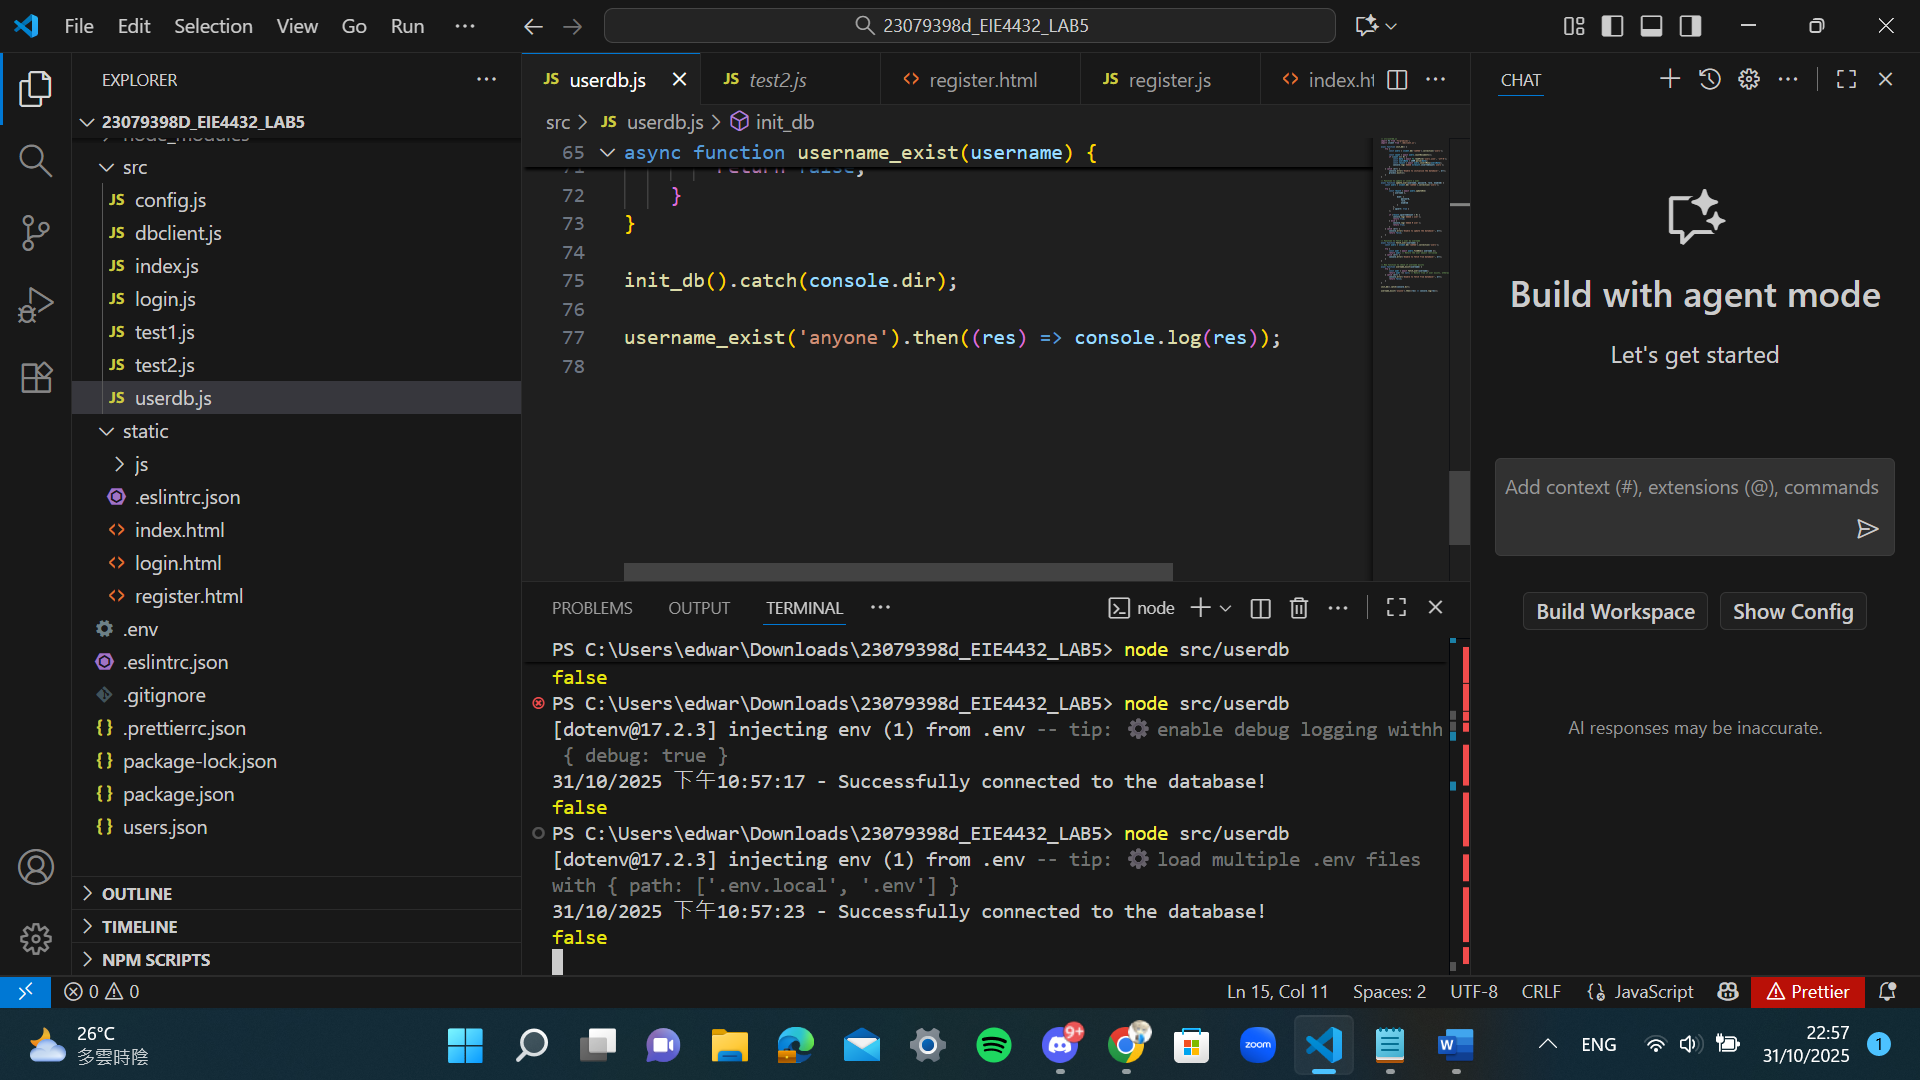 File Edit Selection View Go Run ··· 23079398d_EIE4432_LAB5
EXPLORER ···
23079398D_EIE4432_LAB5
node_modules
src
config.js
dbclient.js
index.js
login.js
test1.js
test2.js
userdb.js
static
js
.eslintrc.json
index.html
login.html
register.html
.env
.eslintrc.json
.gitignore
.prettierrc.json
package-lock.json
package.json
users.json
OUTLINE
TIMELINE
NPM SCRIPTS
JS userdb.js JS test2.js <> register.html JS register.js <> index.ht ···
src > JS userdb.js > init_db
65 async function username_exist(username) {
71 return false;
72 }
73 }
74
75 init_db().catch(console.dir);
76
77 username_exist('anyone').then((res) => console.log(res));
78
PROBLEMS OUTPUT TERMINAL ··· node
PS C:\Users\edwar\Downloads\23079398d_EIE4432_LAB5> node src/userdb
false
PS C:\Users\edwar\Downloads\23079398d_EIE4432_LAB5> node src/userdb
[dotenv@17.2.3] injecting env (1) from .env -- tip: ⚙ enable debug logging withh
{ debug: true }
31/10/2025 下午10:57:17 - Successfully connected to the database!
false
PS C:\Users\edwar\Downloads\23079398d_EIE4432_LAB5> node src/userdb
[dotenv@17.2.3] injecting env (1) from .env -- tip: ⚙ load multiple .env files
with { path: ['.env.local', '.env'] }
31/10/2025 下午10:57:23 - Successfully connected to the database!
false
CHAT
Build with agent mode
Let's get started
Add context (#), extensions (@), commands
Build Workspace Show Config
AI responses may be inaccurate.
0 0 Ln 15, Col 11 Spaces: 2 UTF-8 CRLF JavaScript Prettier
26°C
多雲時陰
9+
zoom
W
ENG
22:57
31/10/2025
1